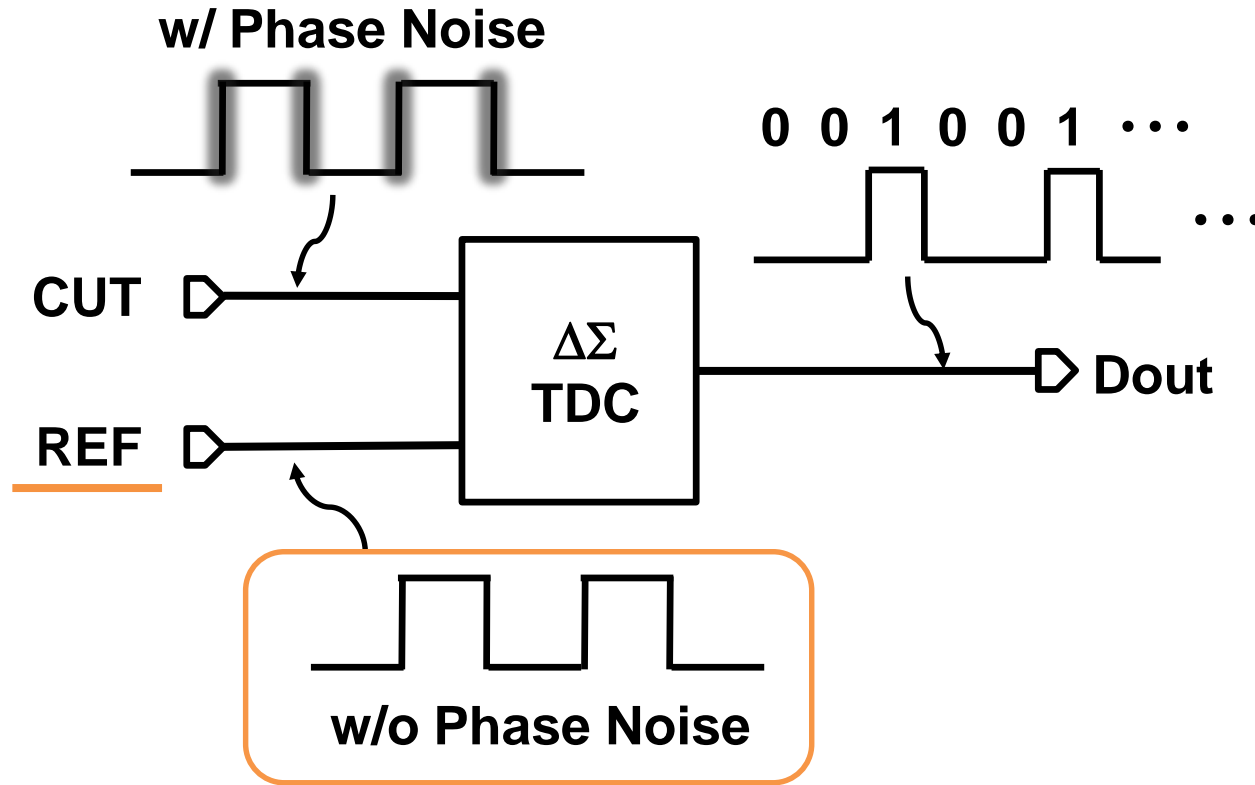 w/ Phase Noise
0 0 1 0 0 1 ···
···
CUT
ΔΣ
TDC
Dout
REF
w/o Phase Noise